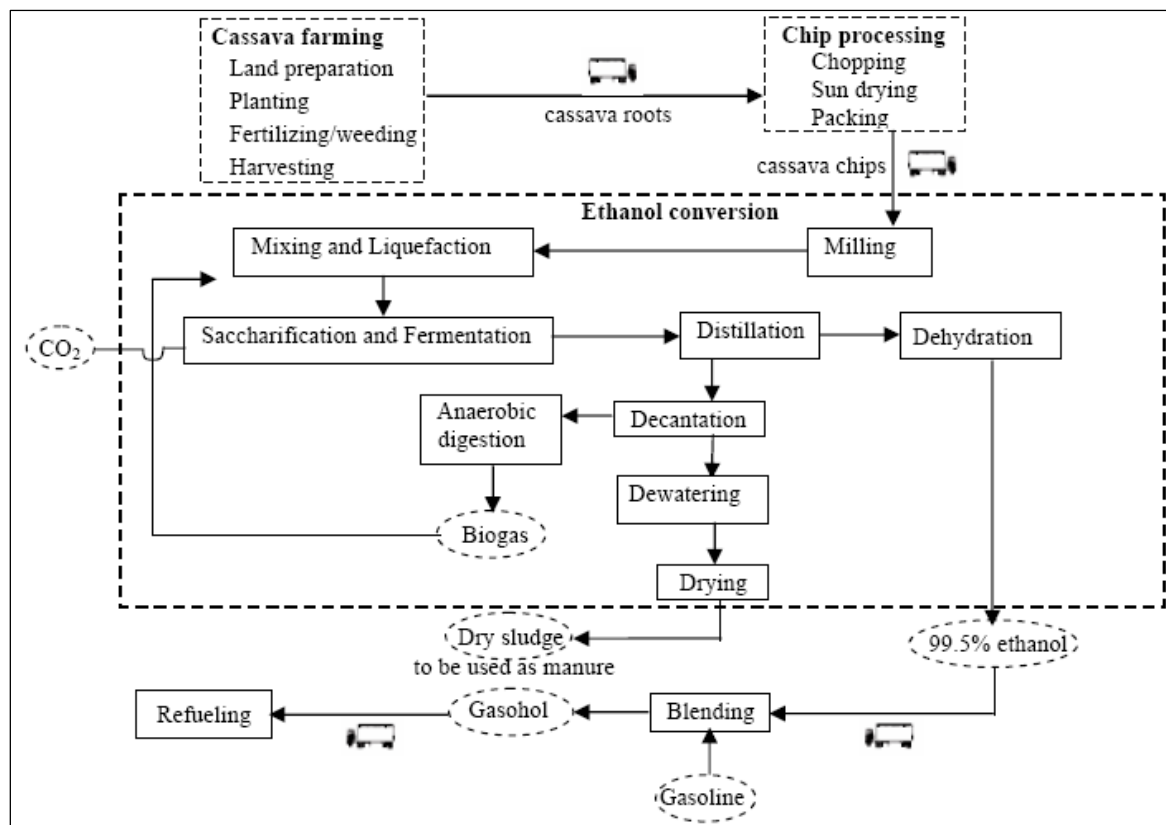 Cassava farming
Land preparation
Planting
Fertilizing/weeding
Harvesting
cassava roots
Chip processing
Chopping
Sun drying
Packing
cassava chips
Ethanol conversion
Mixing and Liquefaction
Milling
Saccharification and Fermentation
Distillation
Dehydration
CO₂
Anaerobic
digestion
Decantation
Dewatering
Biogas
Drying
Dry sludge
to be used as manure
99.5% ethanol
Refueling
Gasohol
Blending
Gasoline